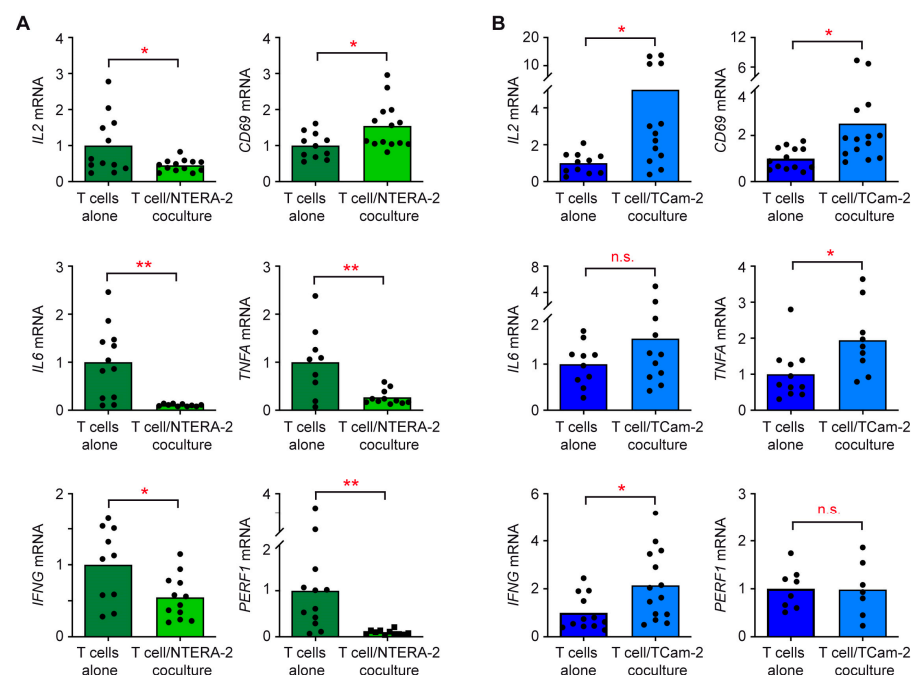 A
B
IL2 mRNA
4
3
2
1
0
*
T cells alone
T cell/NTERA-2 coculture
CD69 mRNA
4
3
2
1
0
*
T cells alone
T cell/NTERA-2 coculture
IL2 mRNA
20
10
4
2
0
*
T cells alone
T cell/TCam-2 coculture
CD69 mRNA
12
6
4
2
0
*
T cells alone
T cell/TCam-2 coculture
IL6 mRNA
3
2
1
0
**
T cells alone
T cell/NTERA-2 coculture
TNFA mRNA
3
2
1
0
**
T cells alone
T cell/NTERA-2 coculture
IL6 mRNA
8
4
2
1
0
n.s.
T cells alone
T cell/TCam-2 coculture
TNFA mRNA
4
3
2
1
0
*
T cells alone
T cell/TCam-2 coculture
IFNG mRNA
2
1
0
*
T cells alone
T cell/NTERA-2 coculture
PERF1 mRNA
4
2
1
0
**
T cells alone
T cell/NTERA-2 coculture
IFNG mRNA
6
4
2
0
*
T cells alone
T cell/TCam-2 coculture
PERF1 mRNA
3
2
1
0
n.s.
T cells alone
T cell/TCam-2 coculture